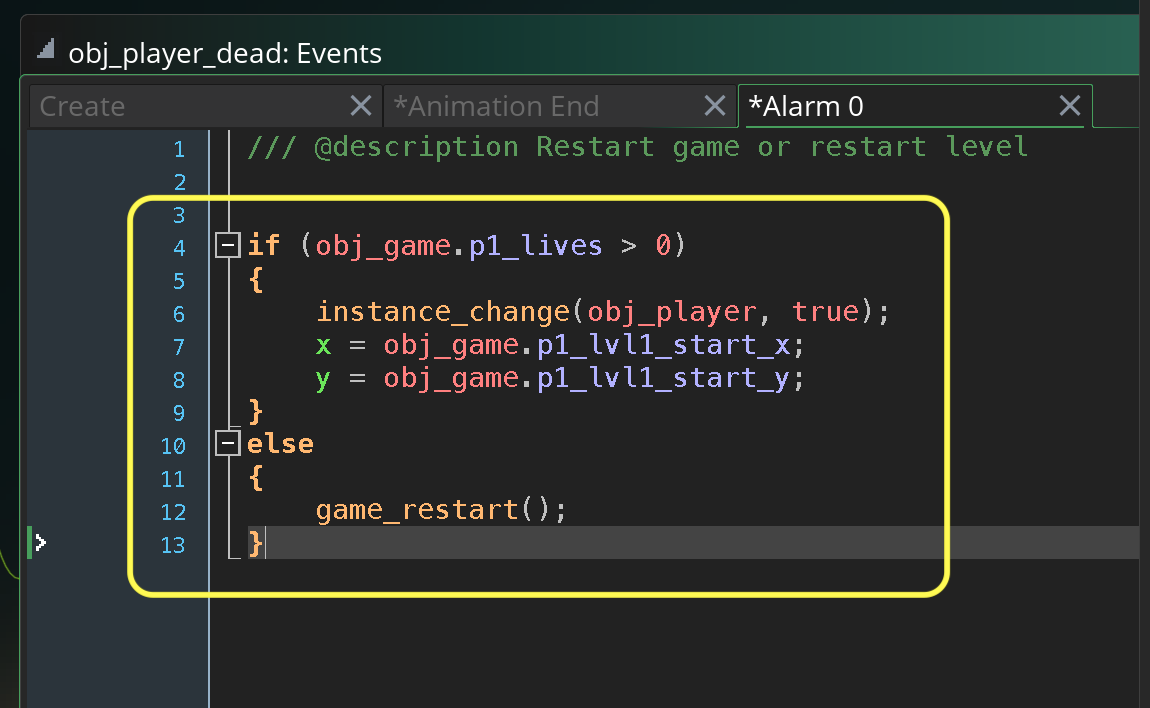 obj_player_dead: Events
Create *Animation End *Alarm 0
1 /// @description Restart game or restart level
2
3
4 if (obj_game.p1_lives > 0)
5 {
6 instance_change(obj_player, true);
7 x = obj_game.p1_lvl1_start_x;
8 y = obj_game.p1_lvl1_start_y;
9 }
10 else
11 {
12 game_restart();
13 }